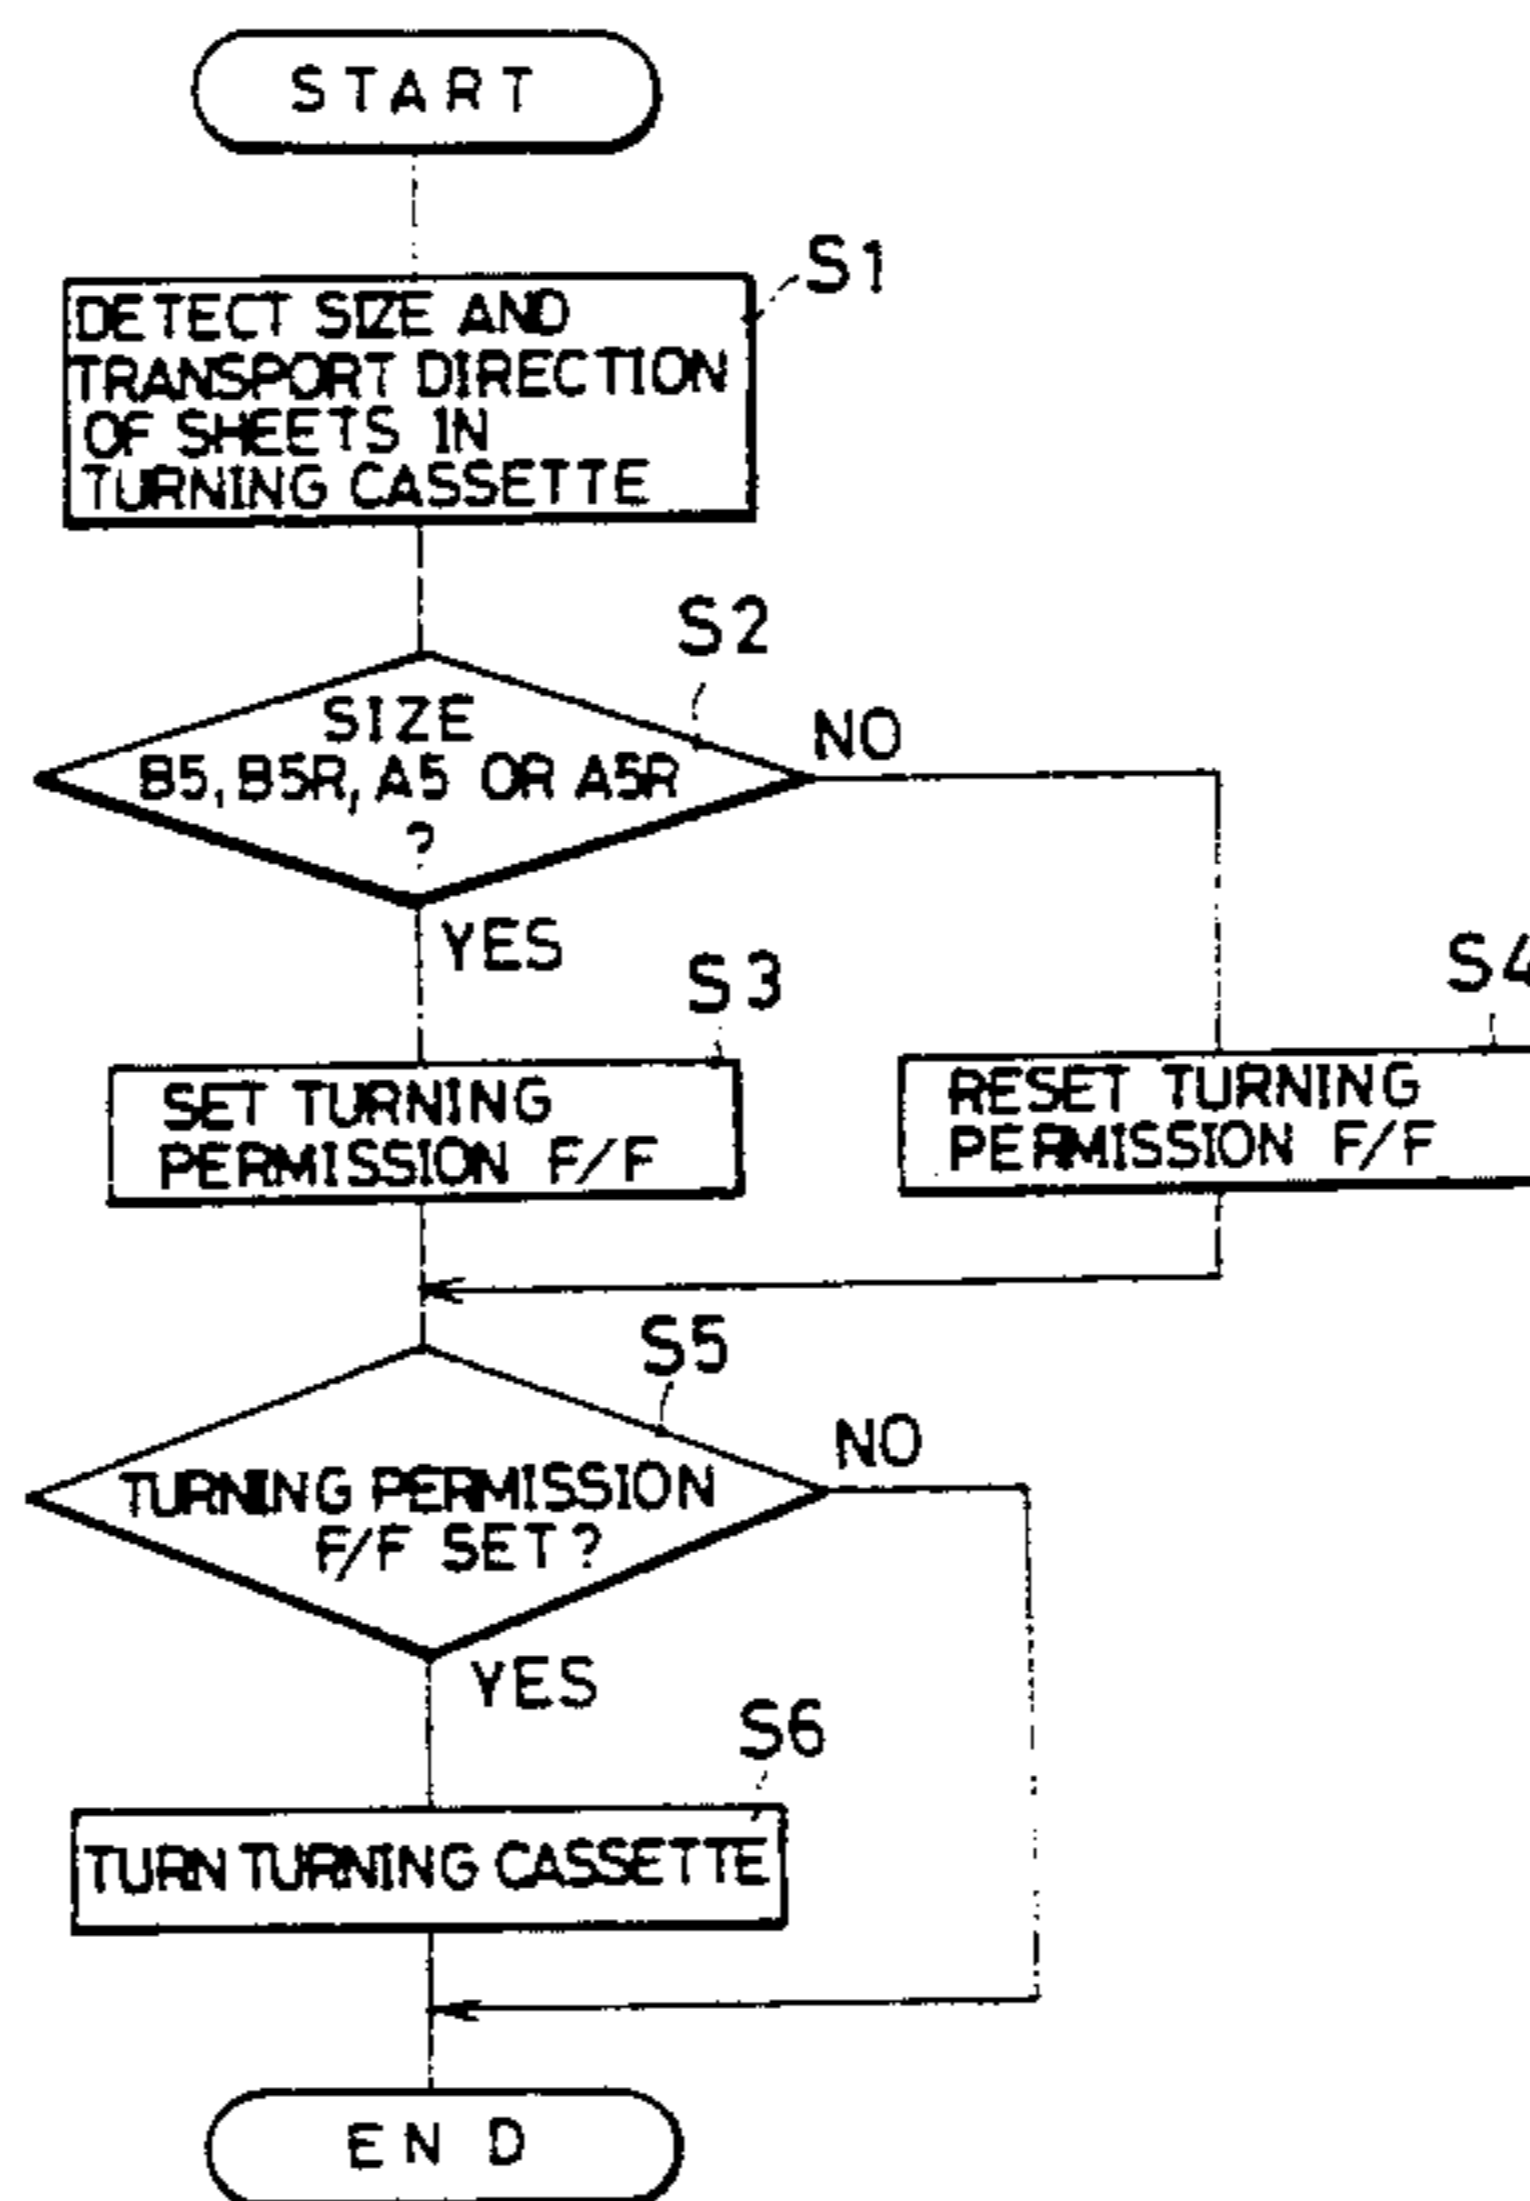 START
S1
DETECT SIZE AND
TRANSPORT DIRECTION
OF SHEETS IN
TURNING CASSETTE
S2
SIZE
B5, B5R, A5 OR A5R
?
NO
YES
S3
SET TURNING
PERMISSION F/F
S4
RESET TURNING
PERMISSION F/F
S5
TURNING PERMISSION
F/F SET?
NO
YES
S6
TURN TURNING CASSETTE
END